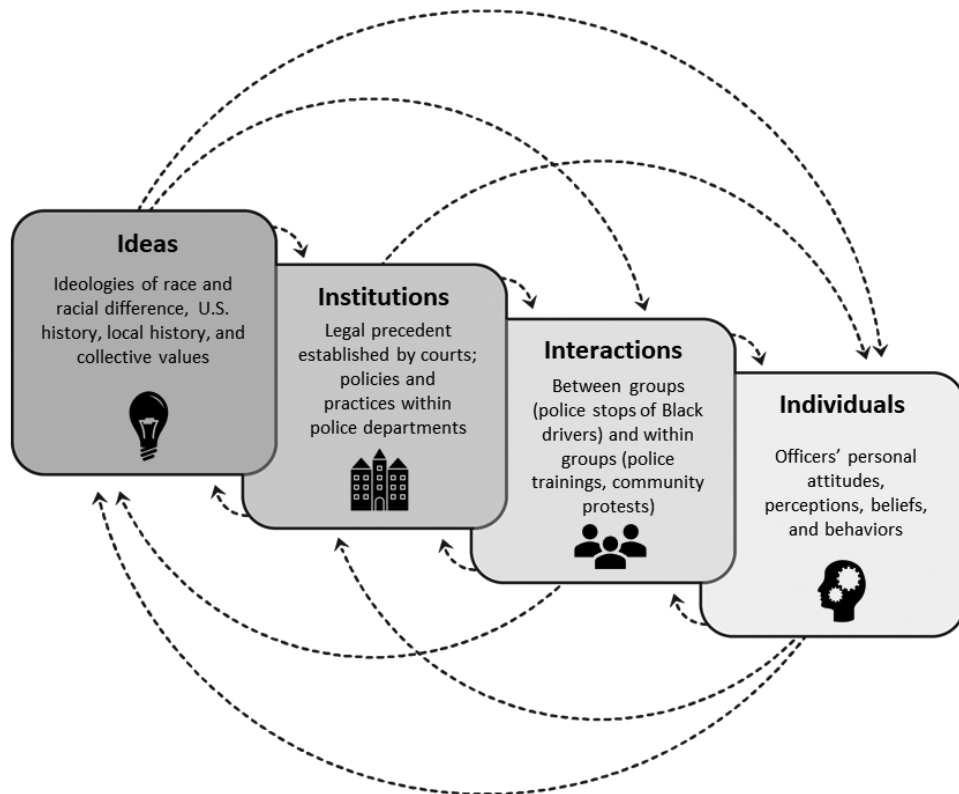 Ideas
Ideologies of race and
racial difference, U.S.
history, local history, and
collective values
Institutions
Legal precedent
established by courts;
policies and
practices within
police departments
Interactions
Between groups
(police stops of Black
drivers) and within
groups (police
trainings, community
protests)
Individuals
Officers’ personal
attitudes,
perceptions, beliefs,
and behaviors